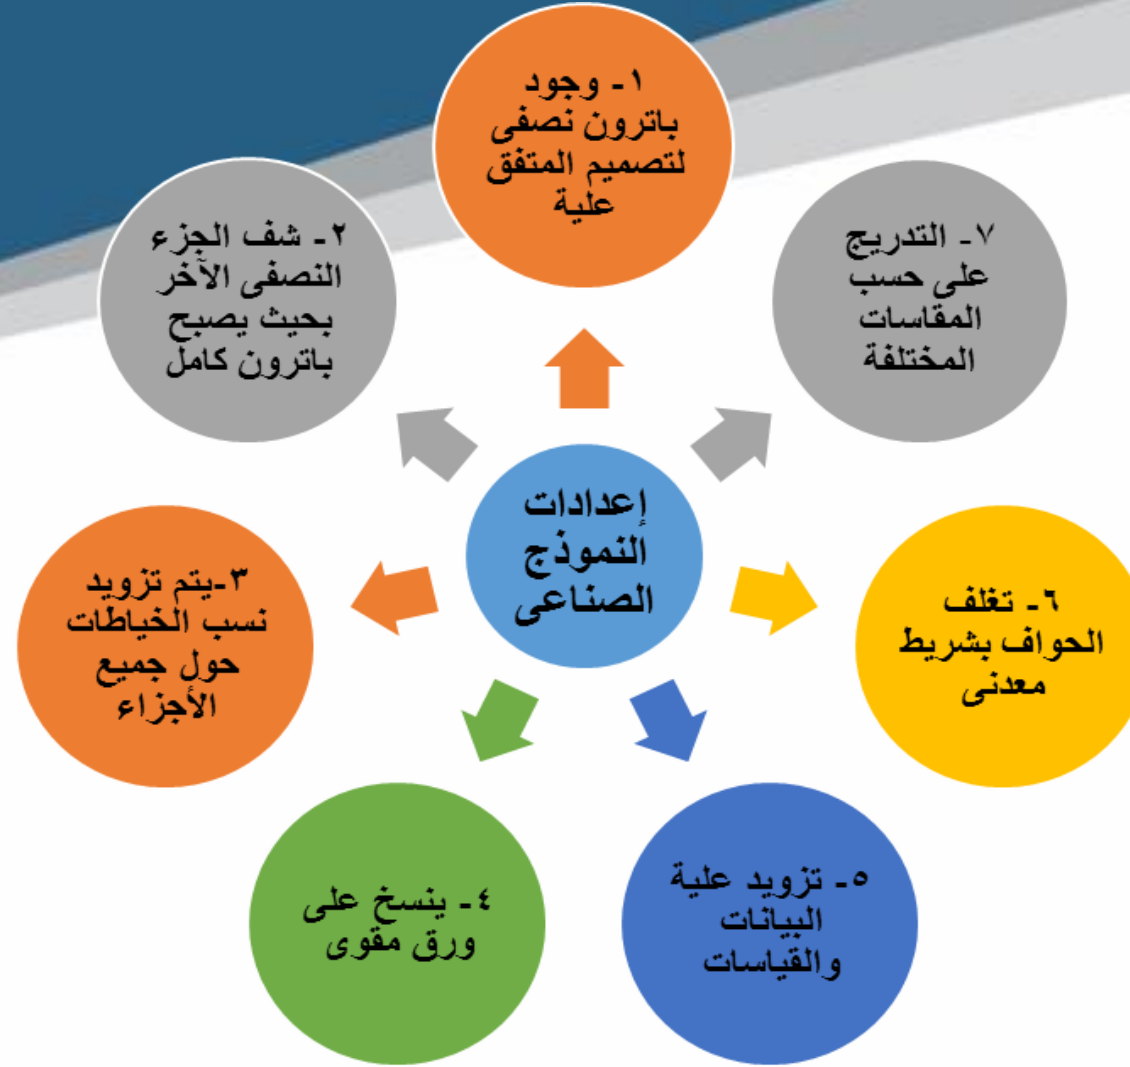 إعدادات
النموذج
الصناعى
١- وجود
باترون نصفى
لتصميم المتفق
علية
٢- شف الجزء
النصفى الآخر
بحيث يصبح
باترون كامل
٣-يتم تزويد
نسب الخياطات
حول جميع
الأجزاء
٤- ينسخ على
ورق مقوى
٥- تزويد علية
البيانات
والقياسات
٦- تغلف
الحواف بشريط
معدنى
٧- التدريج
على حسب
المقاسات
المختلفة